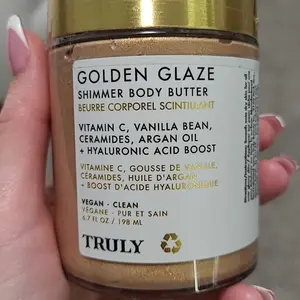 GOLDEN GLAZE
SHIMMER BODY BUTTER
BEURRE CORPOREL SCINTILLANT
VITAMIN C, VANILLA BEAN,
CERAMIDES, ARGAN OIL
+ HYALURONIC ACID BOOST
VITAMINE C, GOUSSE DE VANILLE,
CÉRAMIDES, HUILE D'ARGAN
+ BOOST D'ACIDE HYALURONIQUE
VEGAN - CLEAN
VÉGANE - PUR ET SAIN
6.7 FL OZ / 198 ML
TRULY